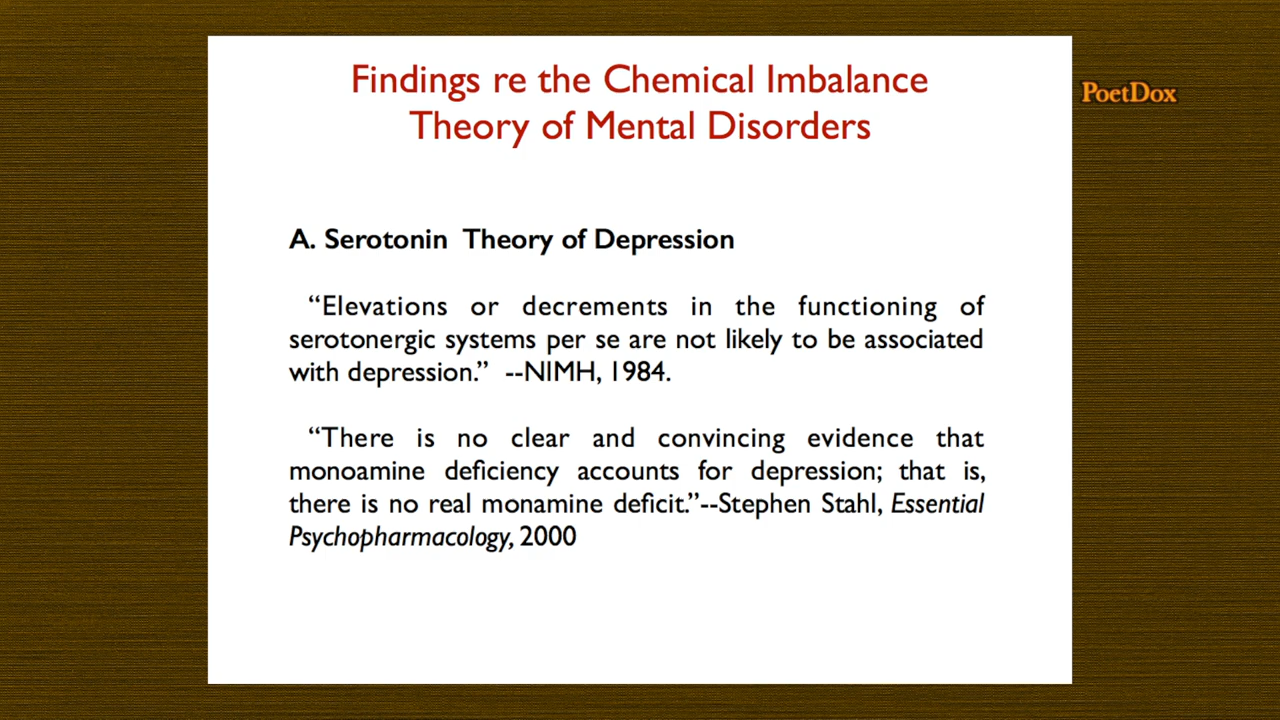 Findings re the Chemical Imbalance
Theory of Mental Disorders
PoetDox
A. Serotonin Theory of Depression
“Elevations or decrements in the functioning of
serotonergic systems per se are not likely to be associated
with depression.” --NIMH, 1984.
“There is no clear and convincing evidence that
monoamine deficiency accounts for depression; that is,
there is no real monamine deficit.”--Stephen Stahl, Essential
Psychopharmacology, 2000